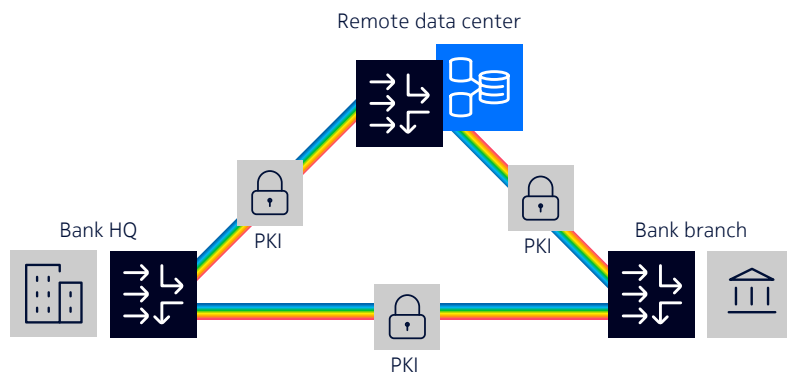 Remote data center
PKI
Bank HQ
PKI
Bank branch
PKI